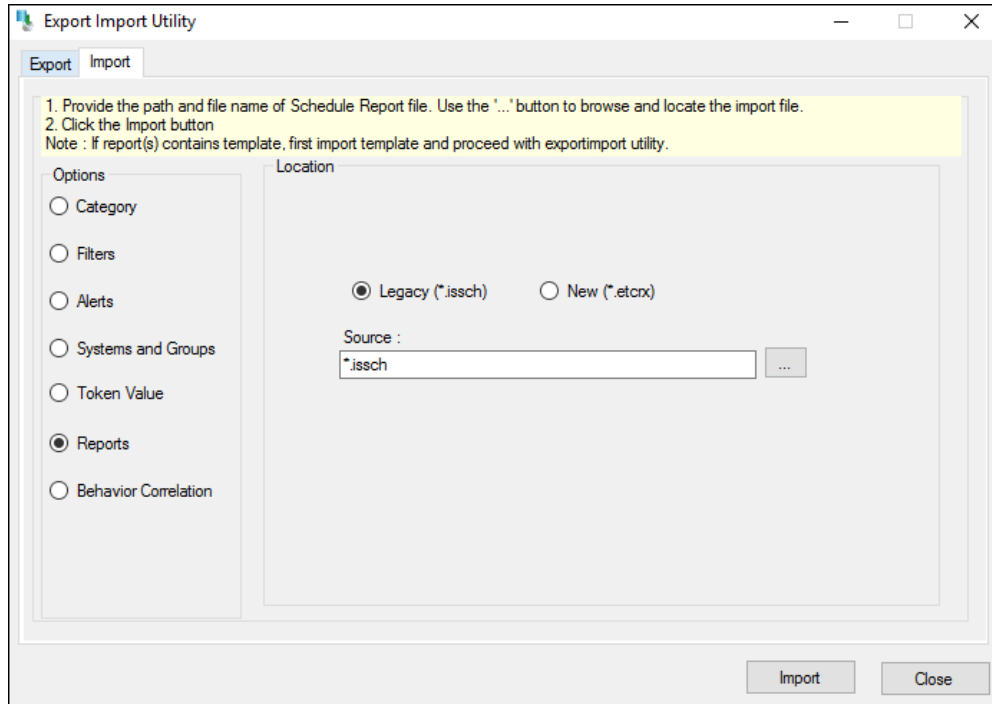 Export Import Utility
Export
Import
1. Provide the path and file name of Schedule Report file. Use the '...' button to browse and locate the import file.
2. Click the Import button
Note : If report(s) contains template, first import template and proceed with exportimport utility.
Options
Category
Filters
Alerts
Systems and Groups
Token Value
Reports
Behavior Correlation
Location
Legacy (*.issch)
New (*.etcrx)
Source :
*.issch
...
Import
Close